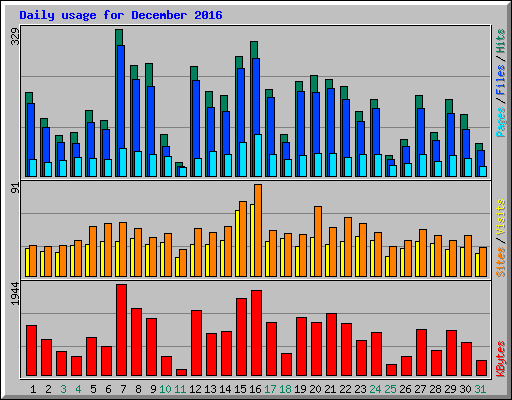 Daily usage for December 2016
329
Pages / Files / Hits
91
Sites / Visits
1944
KBytes
1 2 3 4 5 6 7 8 9 10 11 12 13 14 15 16 17 18 19 20 21 22 23 24 25 26 27 28 29 30 31